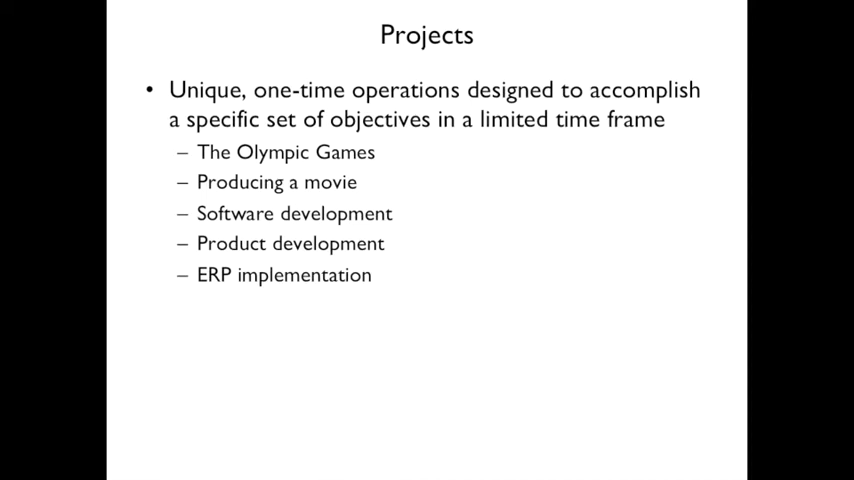 Projects
• Unique, one-time operations designed to accomplish
a specific set of objectives in a limited time frame
– The Olympic Games
– Producing a movie
– Software development
– Product development
– ERP implementation